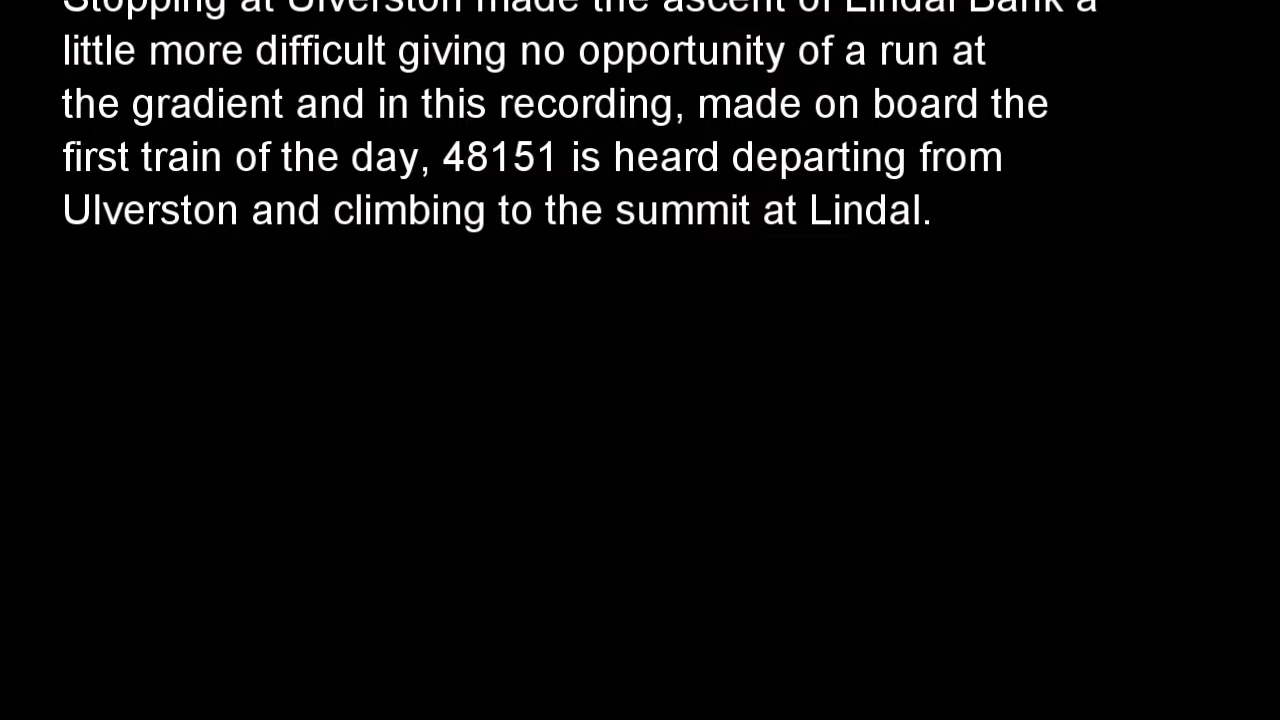 Stopping at Ulverston made the ascent of Lindal Bank a
little more difficult giving no opportunity of a run at
the gradient and in this recording, made on board the
first train of the day, 48151 is heard departing from
Ulverston and climbing to the summit at Lindal.